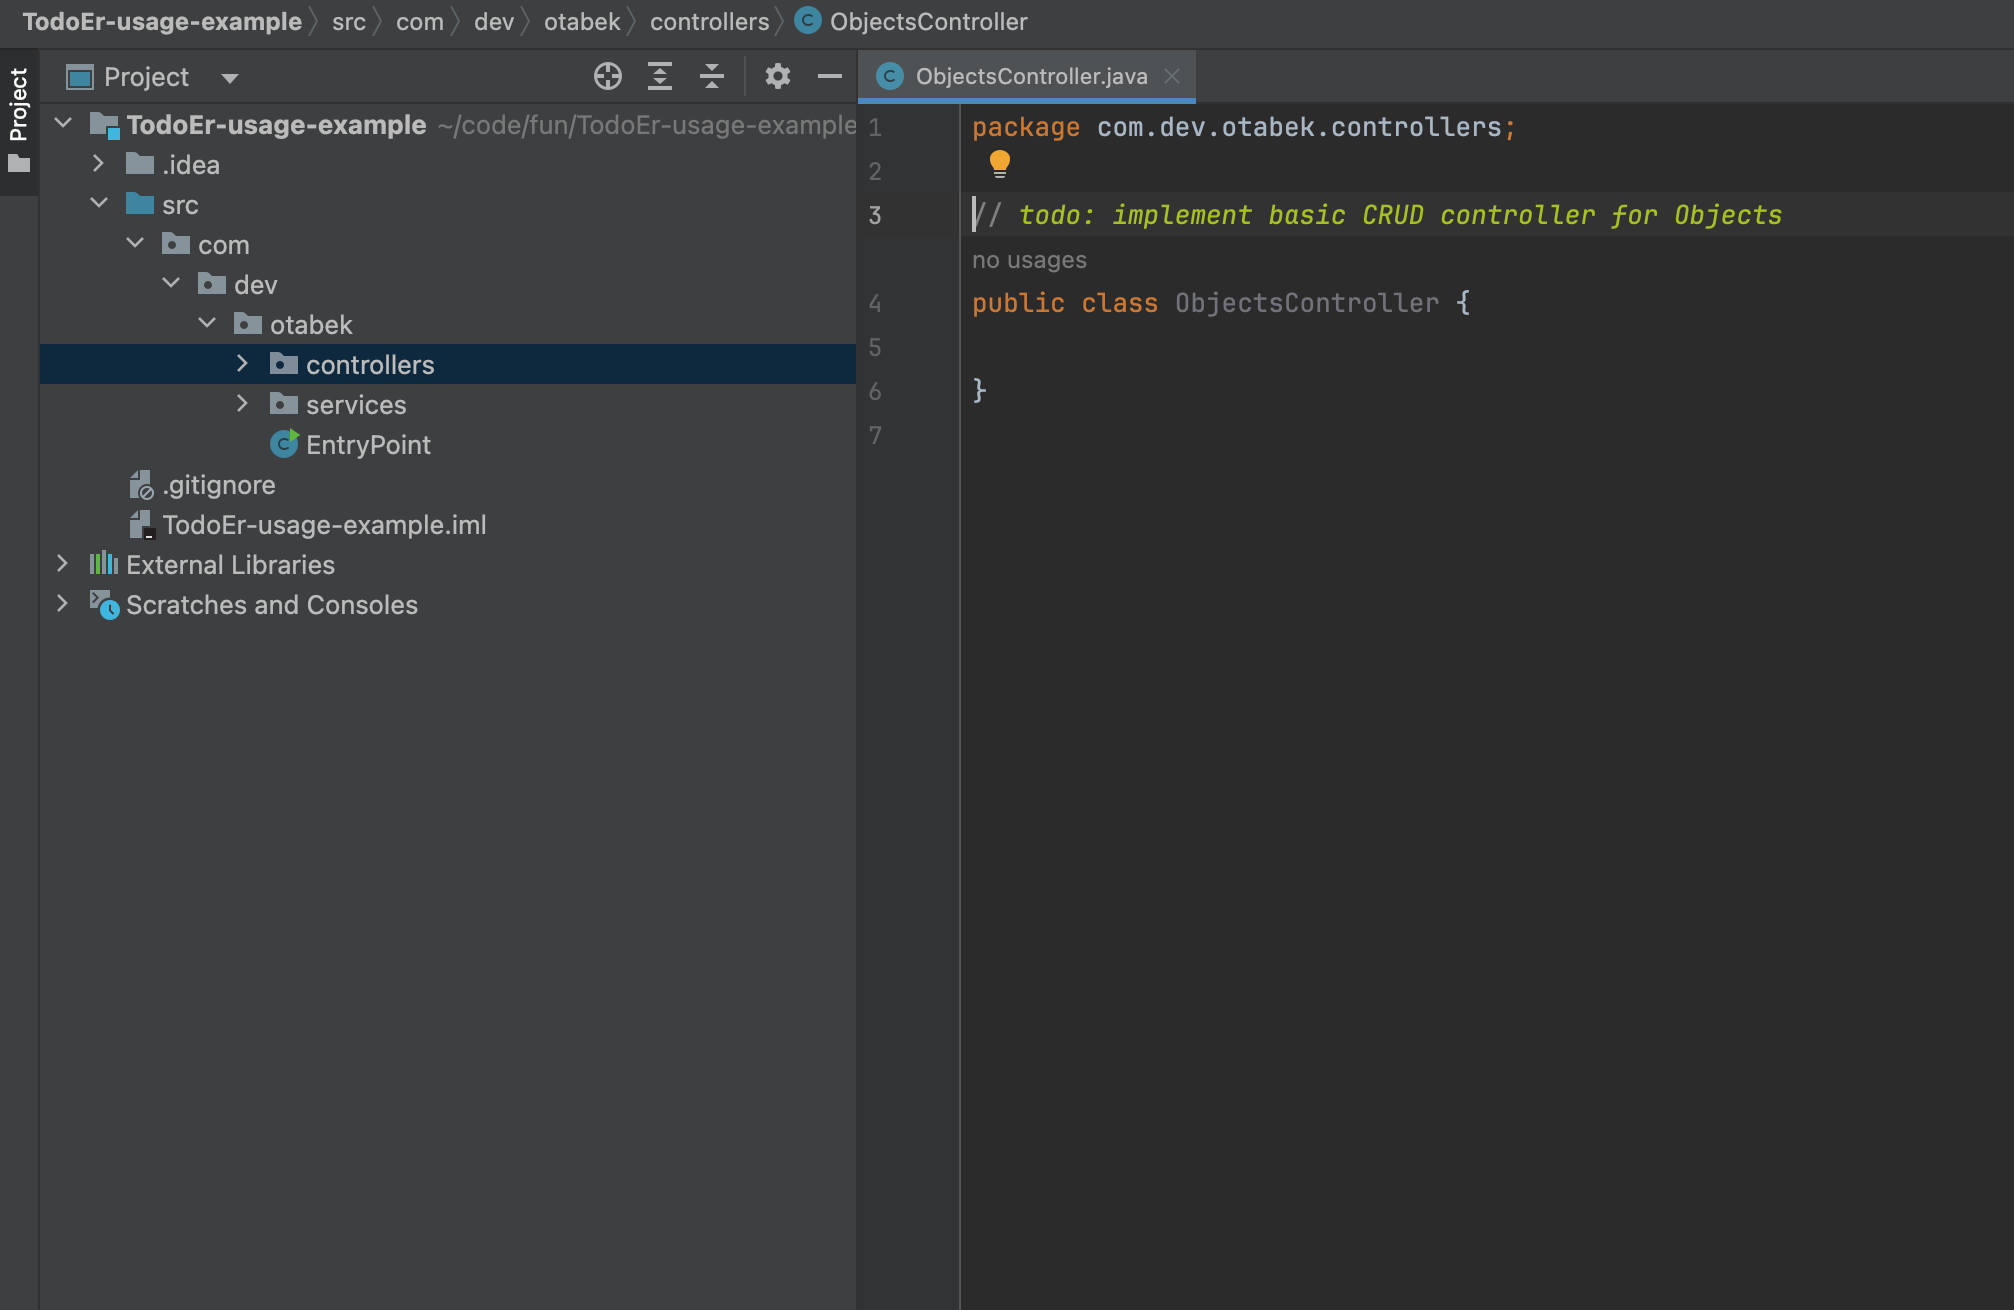 TodoEr-usage-example src com dev otabek controllers ObjectsController
Project
Project
ObjectsController.java
TodoEr-usage-example ~/code/fun/TodoEr-usage-example
.idea
src
com
dev
otabek
controllers
services
EntryPoint
.gitignore
TodoEr-usage-example.iml
External Libraries
Scratches and Consoles
1 package com.dev.otabek.controllers;
2
3 // todo: implement basic CRUD controller for Objects
no usages
4 public class ObjectsController {
5
6 }
7